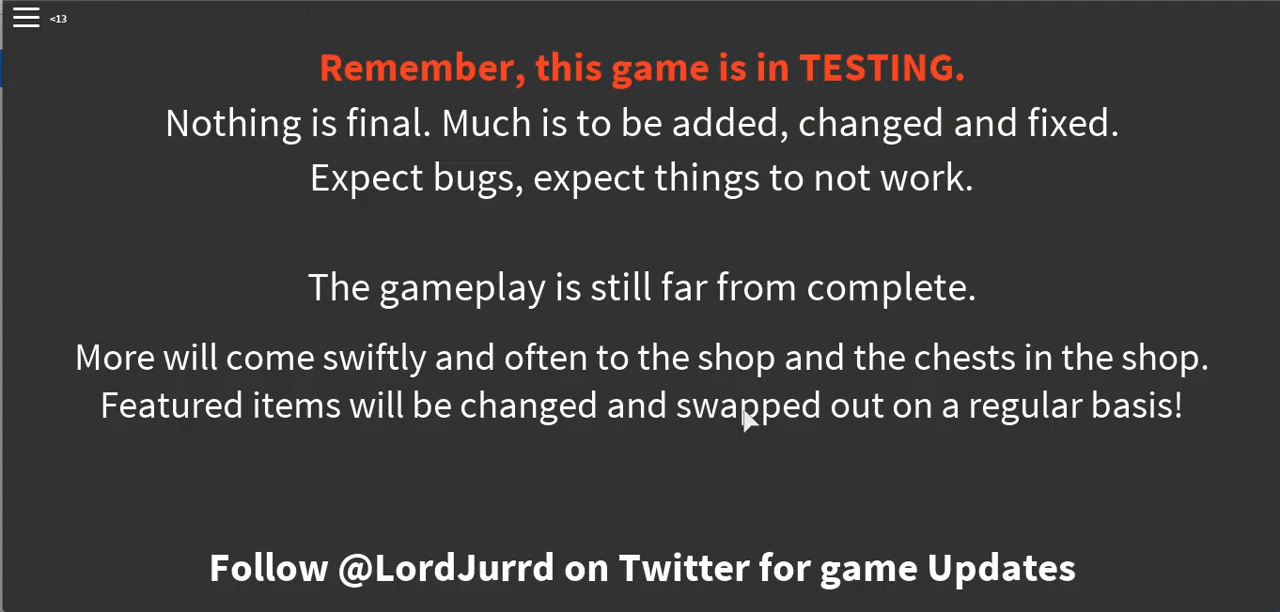 <13
Remember, this game is in TESTING.
Nothing is final. Much is to be added, changed and fixed.
Expect bugs, expect things to not work.
The gameplay is still far from complete.
More will come swiftly and often to the shop and the chests in the shop.
Featured items will be changed and swapped out on a regular basis!
Follow @LordJurrd on Twitter for game Updates